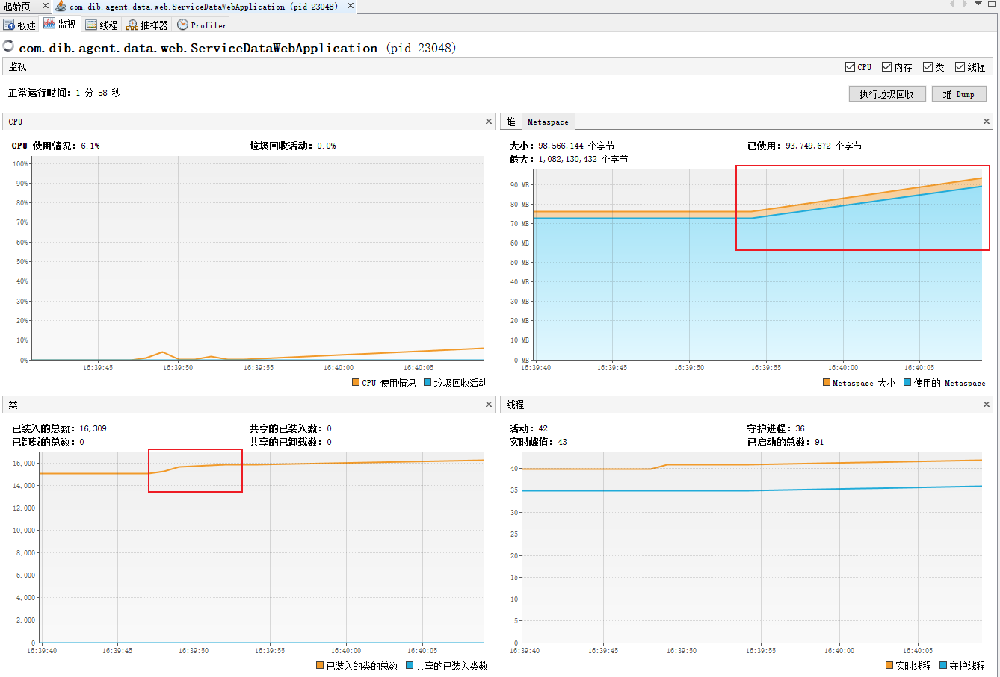 起始页
com.dib.agent.data.web.ServiceDataWebApplication (pid 23048)
概述 监视 线程 抽样器 Profiler
com.dib.agent.data.web.ServiceDataWebApplication (pid 23048)
监视
CPU 内存 类 线程
正常运行时间: 1 分 58 秒
执行垃圾回收 堆 Dump
CPU
CPU 使用情况: 6.1% 垃圾回收活动: 0.0%
100%
90%
80%
70%
60%
50%
40%
30%
20%
10%
0%
16:39:45 16:39:50 16:39:55 16:40:00 16:40:05
CPU 使用情况 垃圾回收活动
堆 Metaspace
大小: 98,566,144 个字节 已使用: 93,749,672 个字节
最大: 1,082,130,432 个字节
90 MB
80 MB
70 MB
60 MB
50 MB
40 MB
30 MB
20 MB
10 MB
0 MB
16:39:40 16:39:45 16:39:50 16:39:55 16:40:00 16:40:05
Metaspace 大小 使用的 Metaspace
类
已装入的总数: 16,309 共享的已装入数: 0
已卸载的总数: 0 共享的已卸载数: 0
16,000
14,000
12,000
10,000
8,000
6,000
4,000
2,000
0
16:39:40 16:39:45 16:39:50 16:39:55 16:40:00 16:40:05
已装入的类的总数 共享的已装入类数
线程
活动: 42 守护进程: 36
实时峰值: 43 已启动的总数: 91
40
35
30
25
20
15
10
5
0
16:39:40 16:39:45 16:39:50 16:39:55 16:40:00 16:40:05
实时线程 守护线程